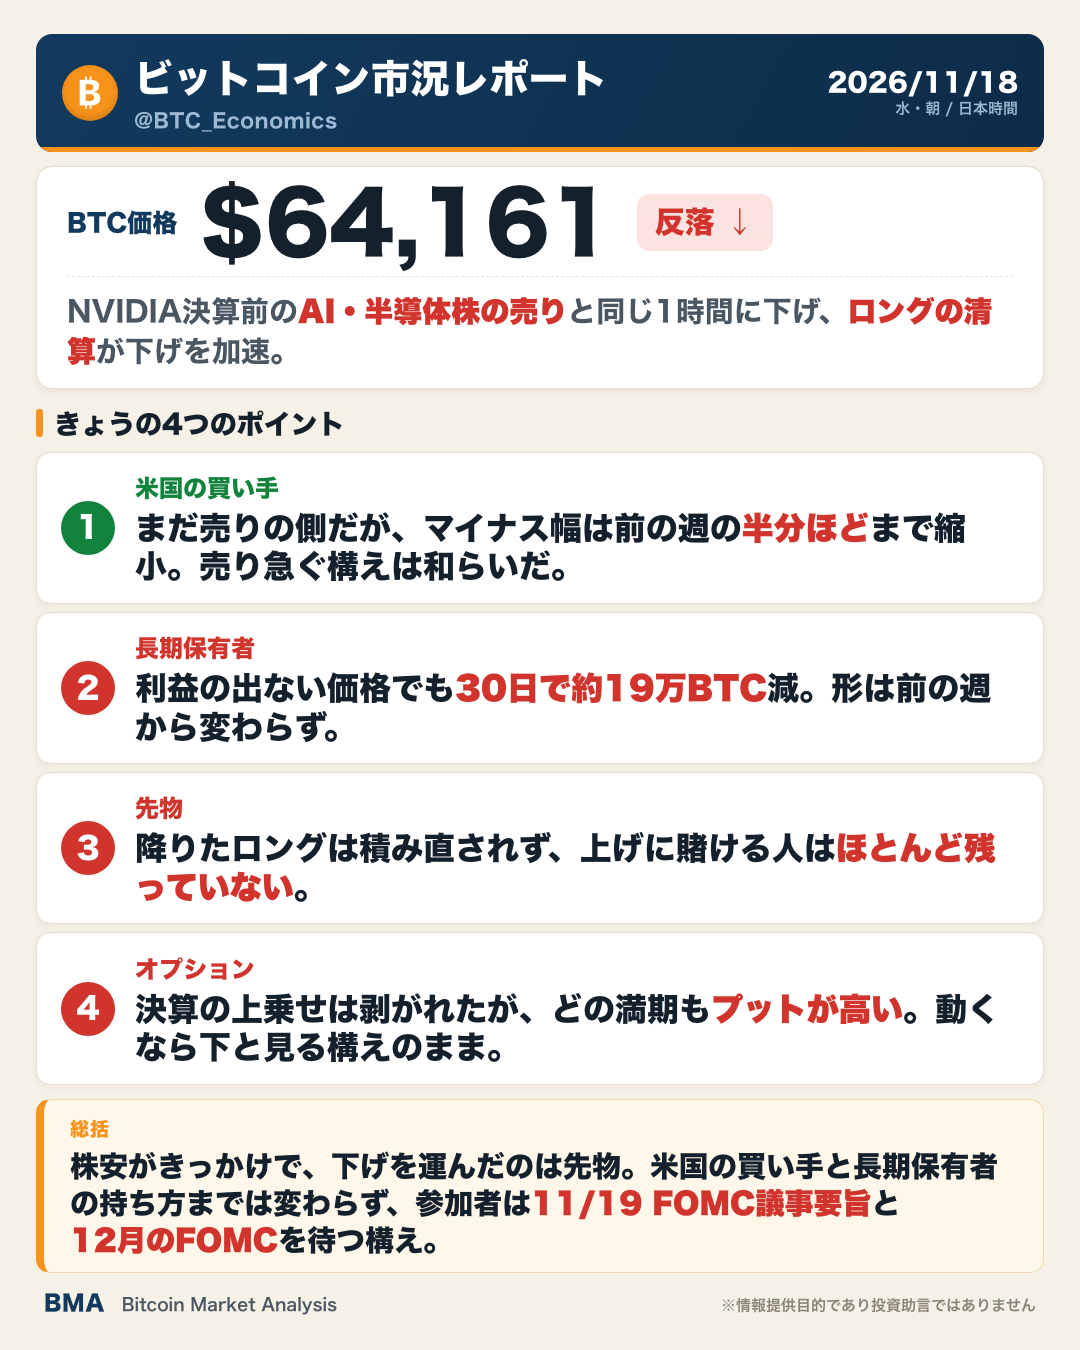 ビットコイン市況レポート
@BTC_Economics
2026/11/18
水・朝 / 日本時間
BTC価格 $64,161 反落 ↓
NVIDIA決算前のAI・半導体株の売りと同じ1時間に下げ、ロングの清
算が下げを加速。
きょうの4つのポイント
1
米国の買い手
まだ売りの側だが、マイナス幅は前の週の半分ほどまで縮
小。売り急ぐ構えは和らいだ。
2
長期保有者
利益の出ない価格でも30日で約19万BTC減。形は前の週
から変わらず。
3
先物
降りたロングは積み直されず、上げに賭ける人はほとんど残
っていない。
4
オプション
決算の上乗せは剥がれたが、どの満期もプットが高い。動く
なら下と見る構えのまま。
総括
株安がきっかけで、下げを運んだのは先物。米国の買い手と長期保有者
の持ち方までは変わらず、参加者は11/19 FOMC議事要旨と
12月のFOMCを待つ構え。
BMA Bitcoin Market Analysis
※情報提供目的であり投資助言ではありません